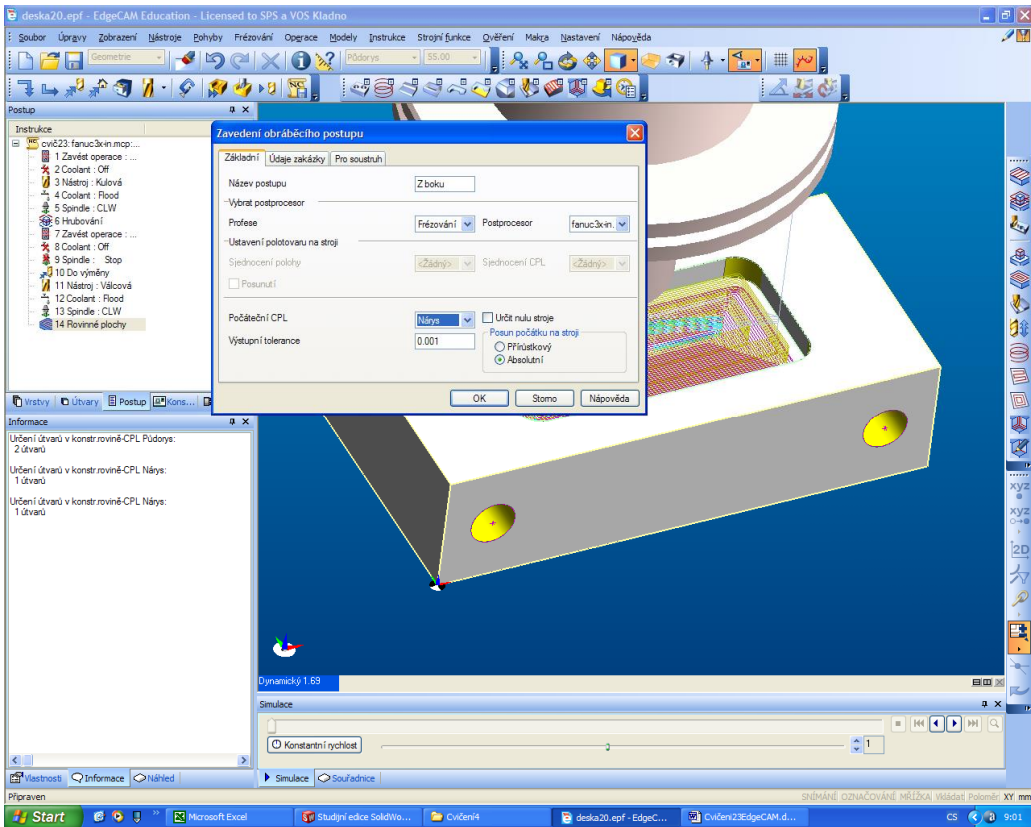 deska20.epf - EdgeCAM Education - Licensed to SPS a VOS Kladno
Soubor Úpravy Zobrazení Nástroje Pohyby Frézování Operace Modely Instrukce Strojní funkce Ověření Makra Nastavení Nápověda
Geometrie
Půdorys
55.00
Postup
Instrukce
cvič23: fanuc3x-in.mcp:...
1 Zavést operace : ...
2 Coolant : Off
3 Nástroj : Kulová
4 Coolant : Flood
5 Spindle : CLW
6 Hrubování
7 Zavést operace : ...
8 Coolant : Off
9 Spindle : Stop
10 Do výměny
11 Nástroj : Válcová
12 Coolant : Flood
13 Spindle : CLW
14 Rovinné plochy
Vrstvy Útvary Postup Kons...
Zavedení obráběcího postupu
Základní Údaje zakázky Pro soustruh
Název postupu
Z boku
Vybrat postprocesor
Profese
Frézování
Postprocesor
fanuc3x-in.
Ustavení polotovaru na stroji
Sjednocení polohy
<Žádný>
Sjednocení CPL
<Žádný>
Posunutí
Počáteční CPL
Nárys
Určit nulu stroje
Posun počátku na stroji
Výstupní tolerance
0.001
Přírůstkový
Absolutní
OK Storno Nápověda
Informace
Určení útvarů v konstr.rovině-CPL Půdorys:
2 útvarů
Určení útvarů v konstr.rovině-CPL Nárys:
1 útvarů
Určení útvarů v konstr.rovině-CPL Nárys:
1 útvarů
xyz
xyz
2D
Dynamický 1.69
Simulace
Konstantní rychlost
1
Vlastnosti Informace Náhled
Simulace Souřadnice
Připraven
SNÍMÁNÍ OZNAČOVÁNÍ MŘÍŽKA Vkládat Poloměr XY mm
Start
Microsoft Excel
Studijní edice SolidWo...
Cvičení4
deska20.epf - EdgeC...
Cvičení23EdgeCAM.d...
CS
9:01